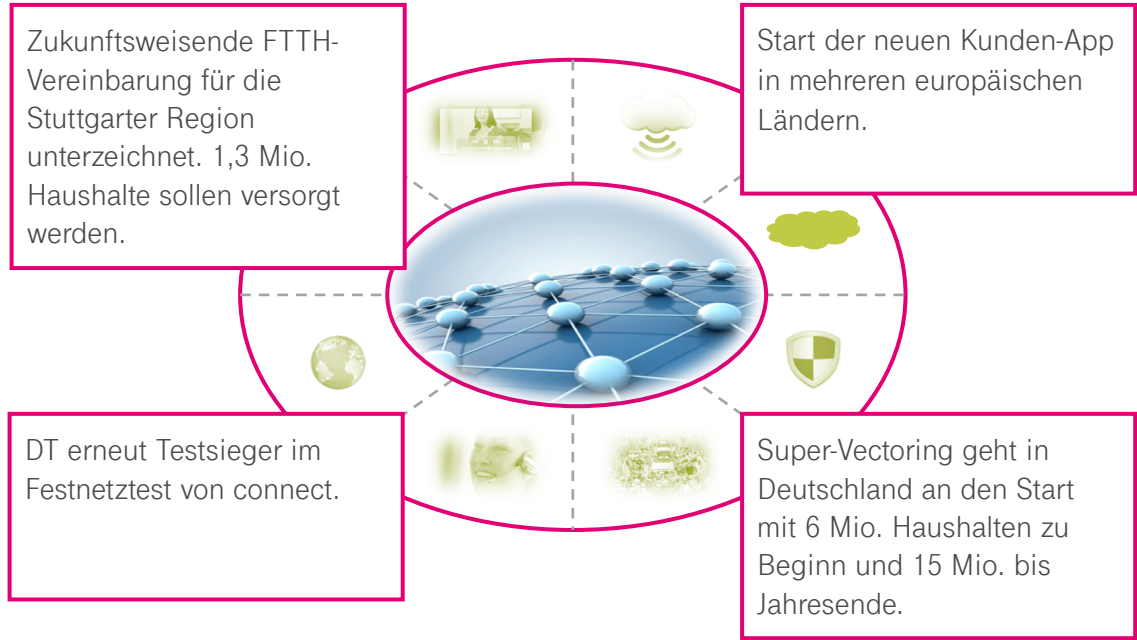 Zukunftsweisende FTTH-
Vereinbarung für die
Stuttgarter Region
unterzeichnet. 1,3 Mio.
Haushalte sollen versorgt
werden.
Start der neuen Kunden-App
in mehreren europäischen
Ländern.
DT erneut Testsieger im
Festnetztest von connect.
Super-Vectoring geht in
Deutschland an den Start
mit 6 Mio. Haushalten zu
Beginn und 15 Mio. bis
Jahresende.